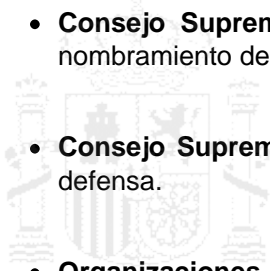 • Consejo Suprem
nombramiento de
• Consejo Suprem
defensa.
• Organizaciones